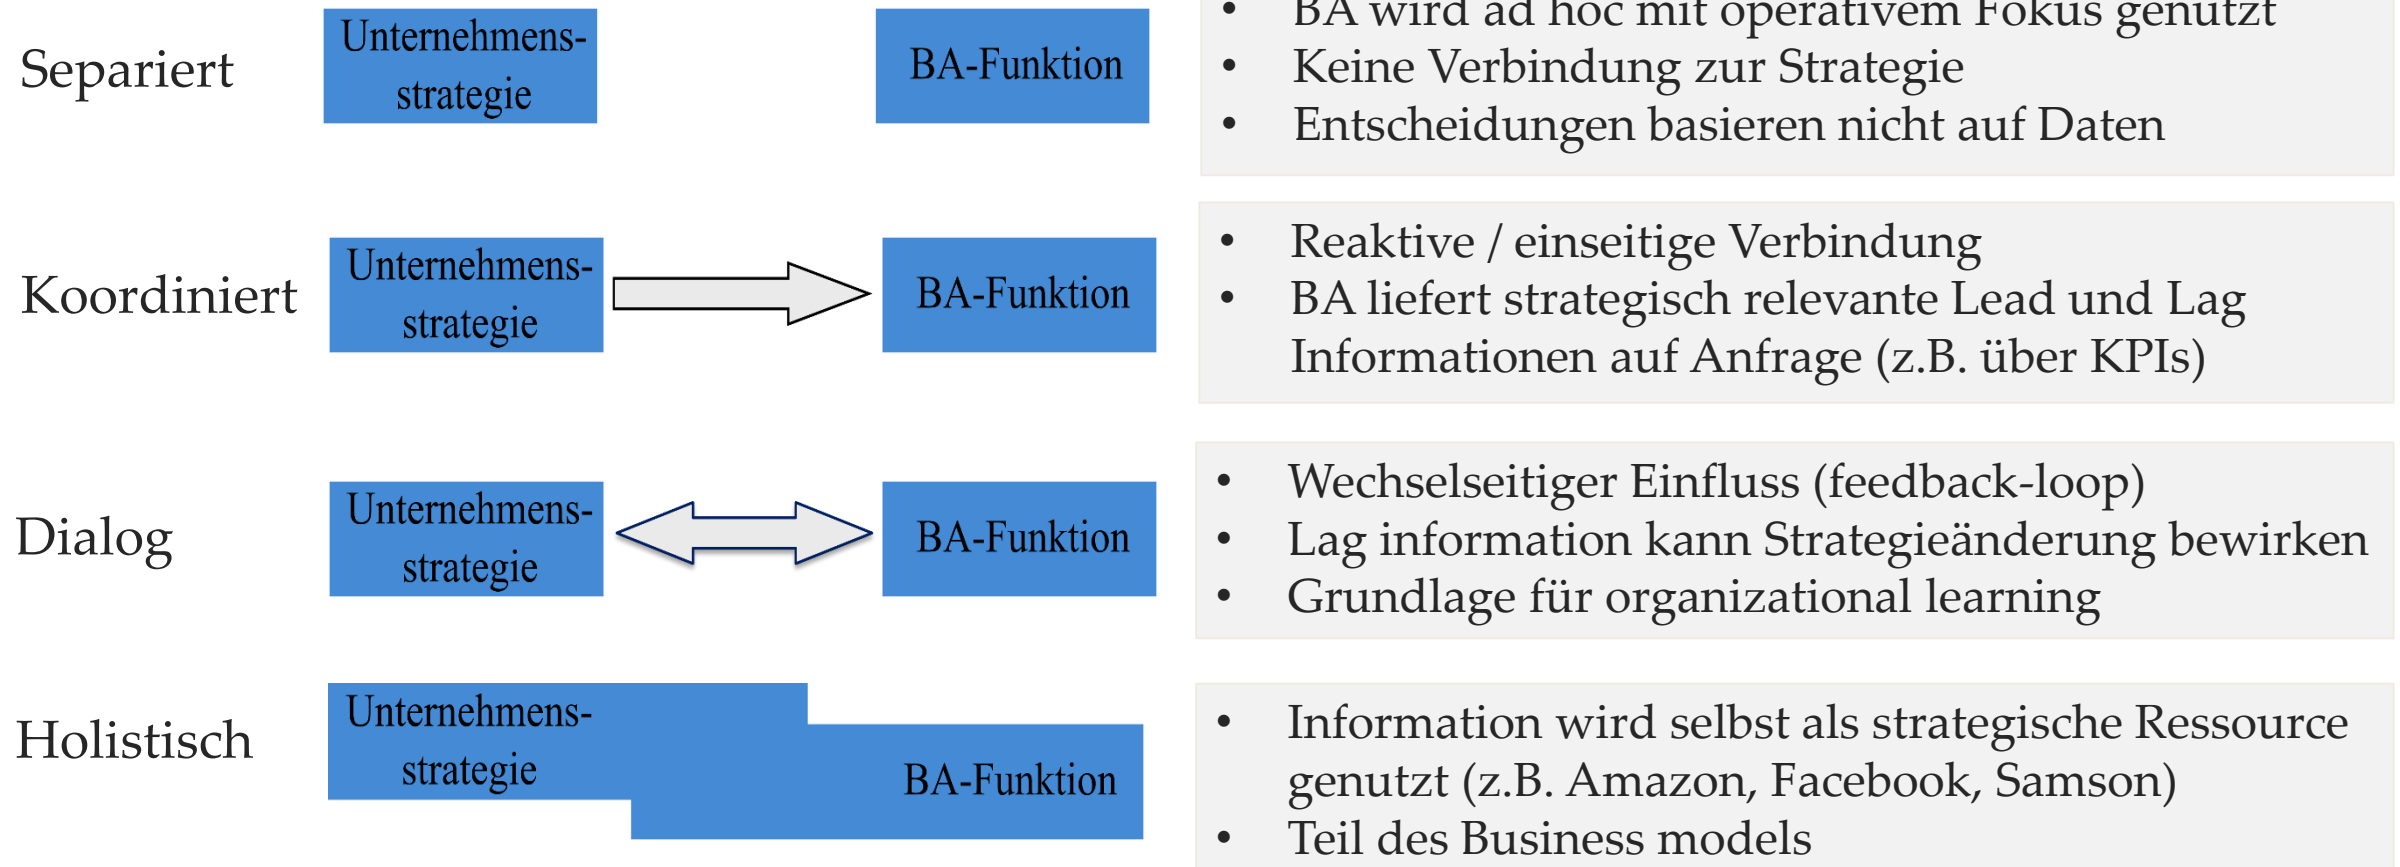 Separiert
Unternehmens-
strategie
BA-Funktion
• BA wird ad hoc mit operativem Fokus genutzt
• Keine Verbindung zur Strategie
• Entscheidungen basieren nicht auf Daten
Koordiniert
Unternehmens-
strategie
BA-Funktion
• Reaktive / einseitige Verbindung
• BA liefert strategisch relevante Lead und Lag
Informationen auf Anfrage (z.B. über KPIs)
Dialog
Unternehmens-
strategie
BA-Funktion
• Wechselseitiger Einfluss (feedback-loop)
• Lag information kann Strategieänderung bewirken
• Grundlage für organizational learning
Holistisch
Unternehmens-
strategie
BA-Funktion
• Information wird selbst als strategische Ressource
genutzt (z.B. Amazon, Facebook, Samson)
• Teil des Business models